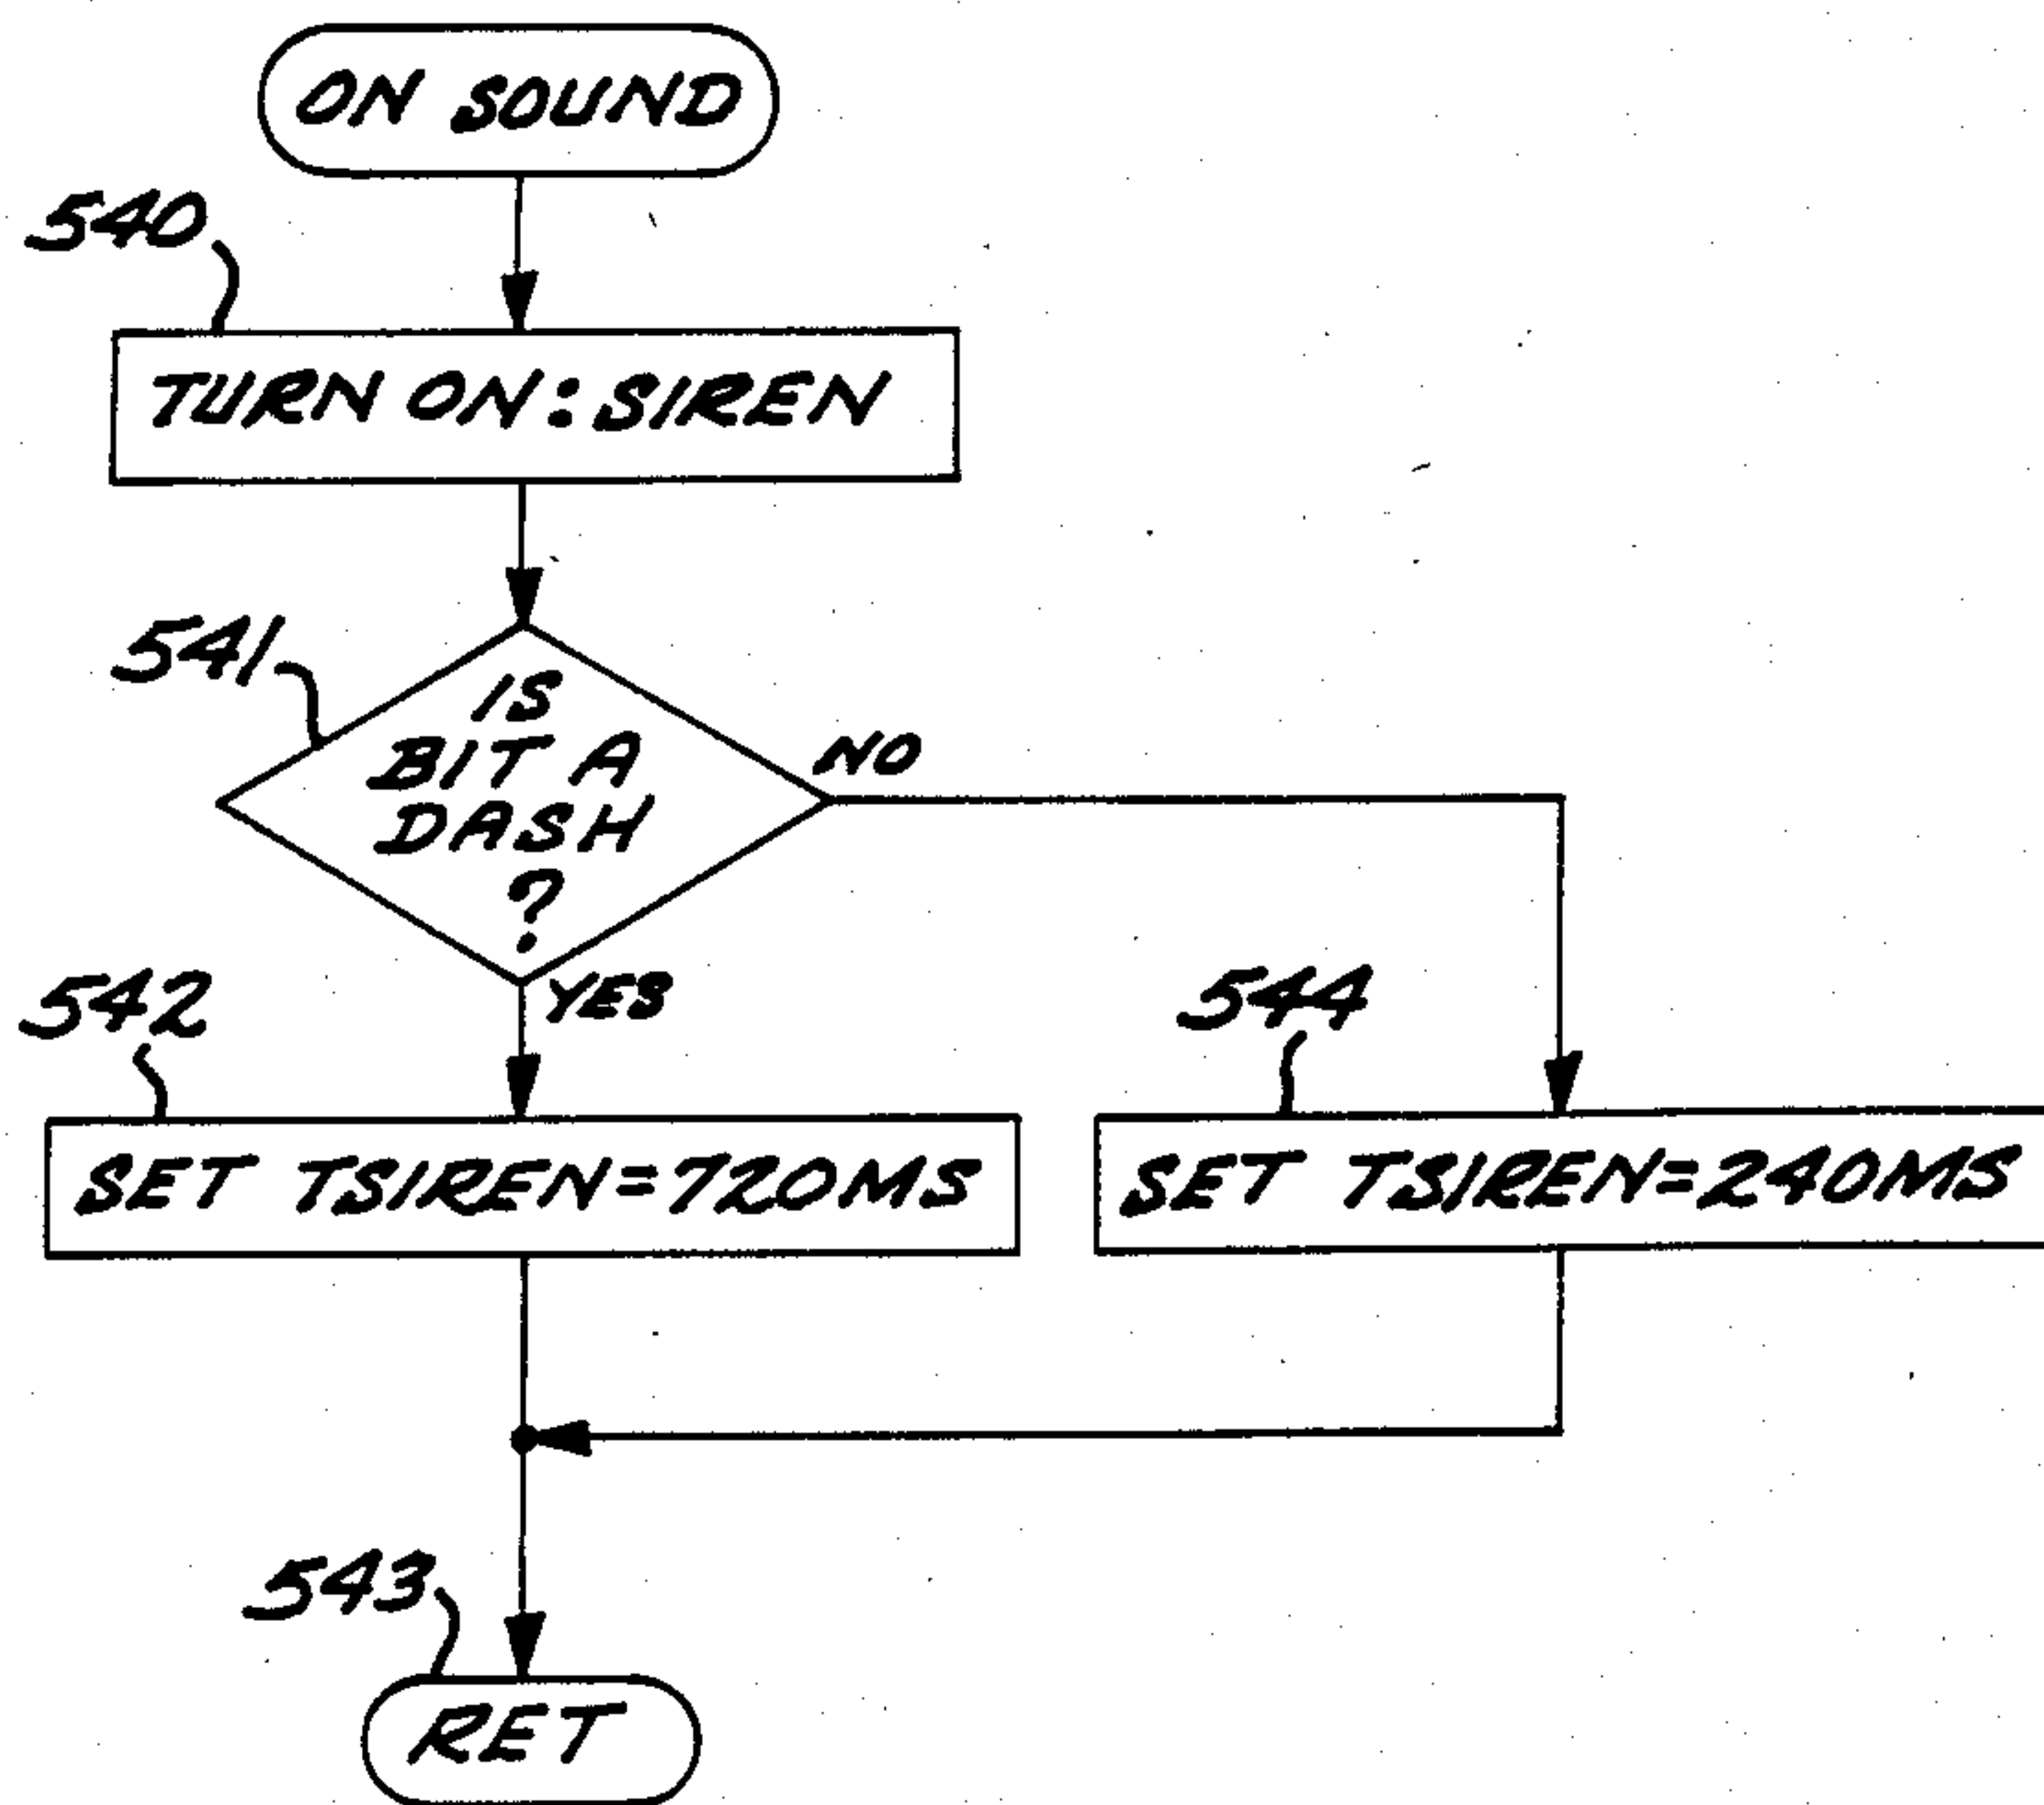 ON SOUND
540
TURN ON: SIREN
541
IS
BIT A
DASH
?
NO
YES
542
544
SET TSIREN=720MS
SET TSIREN=240MS
543
RET